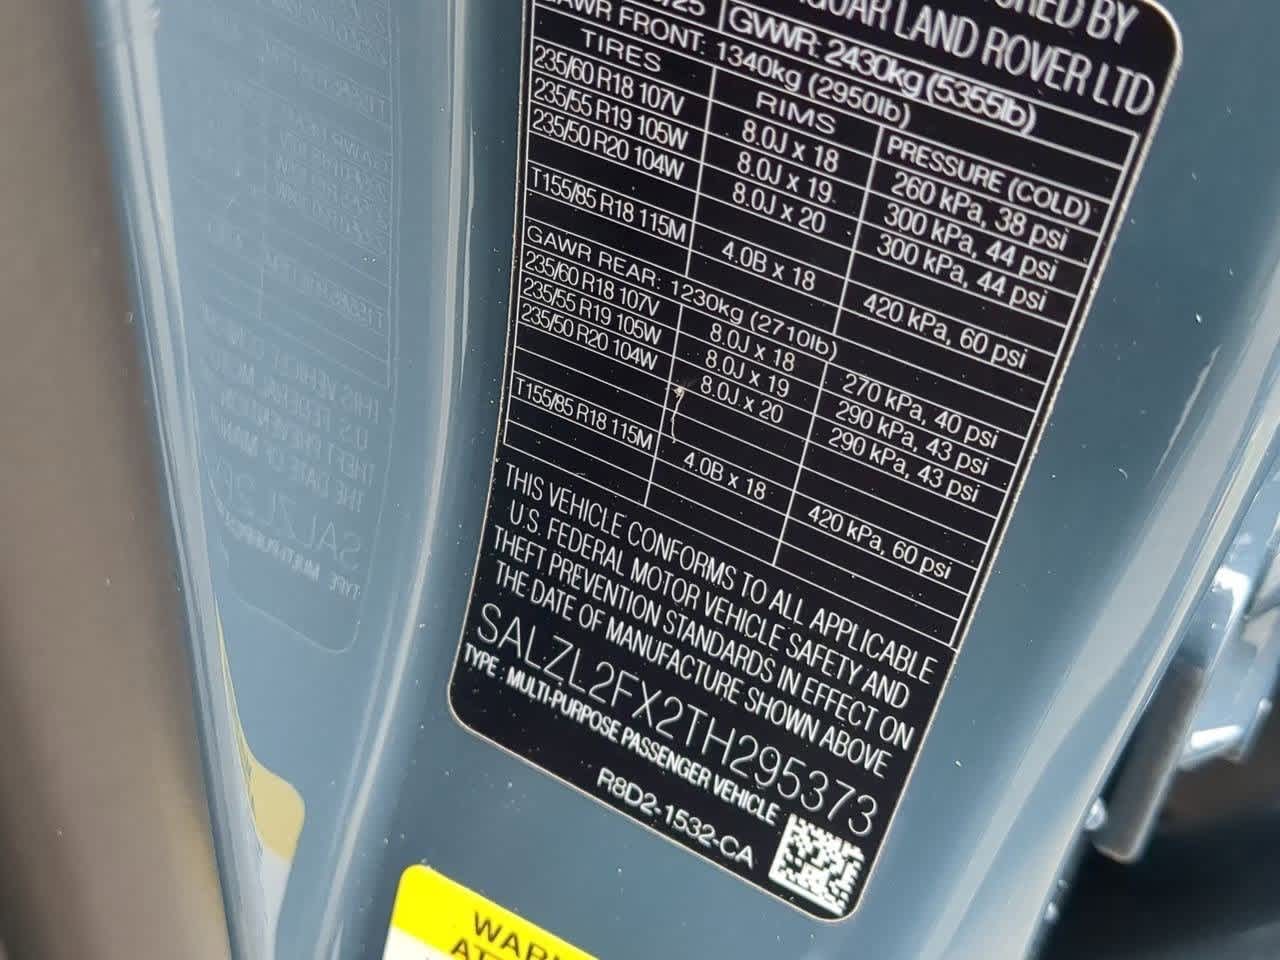 BY
JAGUAR LAND ROVER LTD
/25 GVWR: 2430kg (5355lb)
GAWR FRONT: 1340kg (2950lb)
TIRES RIMS PRESSURE (COLD)
235/60 R18 107V 8.0J x 18 260 kPa, 38 psi
235/55 R19 105W 8.0J x 19 300 kPa, 44 psi
235/50 R20 104W 8.0J x 20 300 kPa, 44 psi
T155/85 R18 115M 4.0B x 18 420 kPa, 60 psi
GAWR REAR: 1230kg (2710lb)
235/60 R18 107V 8.0J x 18 270 kPa, 40 psi
235/55 R19 105W 8.0J x 19 290 kPa, 43 psi
235/50 R20 104W 8.0J x 20 290 kPa, 43 psi
T155/85 R18 115M 4.0B x 18 420 kPa, 60 psi
THIS VEHICLE CONFORMS TO ALL APPLICABLE
U.S. FEDERAL MOTOR VEHICLE SAFETY AND
THEFT PREVENTION STANDARDS IN EFFECT ON
THE DATE OF MANUFACTURE SHOWN ABOVE
SALZL2FX2TH295373
TYPE : MULTI-PURPOSE PASSENGER VEHICLE
R8D2-1532-CA